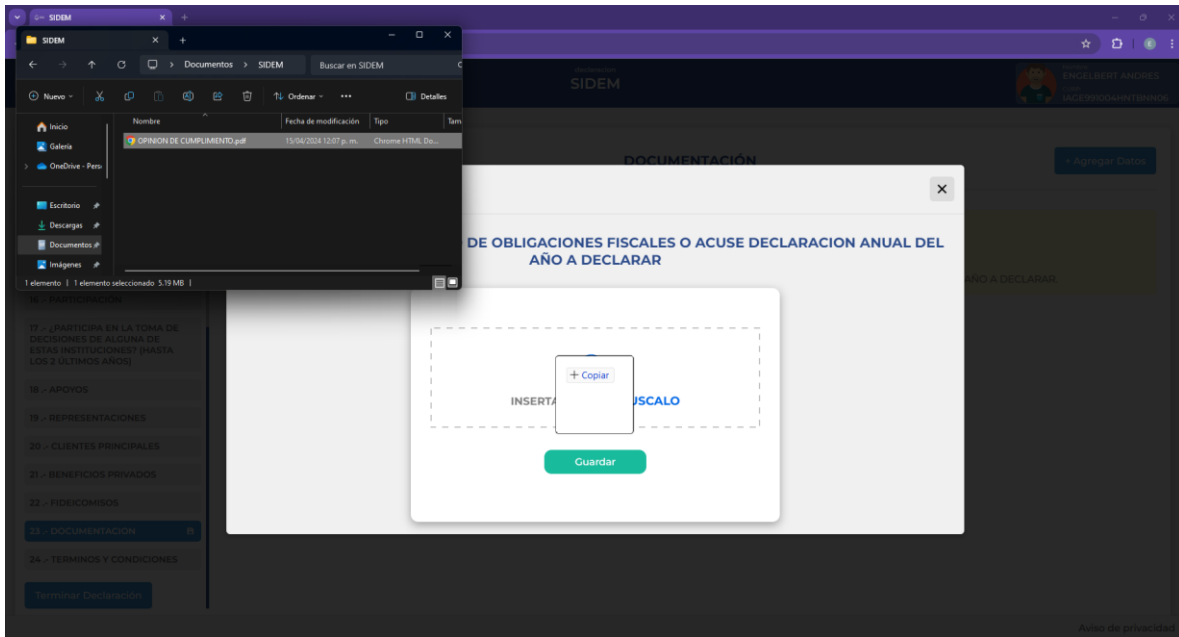 SIDEM
SIDEM
Documentos > SIDEM
Buscar en SIDEM
Nuevo
Ordenar
Detalles
Inicio
Galería
OneDrive - Pers
Escritorio
Descargas
Documentos
Imágenes
Nombre
Fecha de modificación
Tipo
Tam
OPINION DE CUMPLIMIENTO.pdf
15/04/2024 12:07 p. m.
Chrome HTML Do...
1 elemento
1 elemento seleccionado 5.19 MB
SIDEM
ENGELBERT ANDRES
DOCUMENTACIÓN
+ Agregar Datos
DE OBLIGACIONES FISCALES O ACUSE DECLARACION ANUAL DEL
AÑO A DECLARAR
AÑO A DECLARAR.
+ Copiar
INSERTA
USCALO
Guardar
16 .- PARTICIPACION
17 .- ¿PARTICIPA EN LA TOMA DE
DECISIONES DE ALGUNA DE
ESTAS INSTITUCIONES? (HASTA
LOS 2 ÚLTIMOS AÑOS)
18 .- APOYOS
19 .- REPRESENTACIONES
20 .- CLIENTES PRINCIPALES
21 .- BENEFICIOS PRIVADOS
22 .- FIDEICOMISOS
23 .- DOCUMENTACION
24 .- TERMINOS Y CONDICIONES
Terminar Declaración
Aviso de privacidad